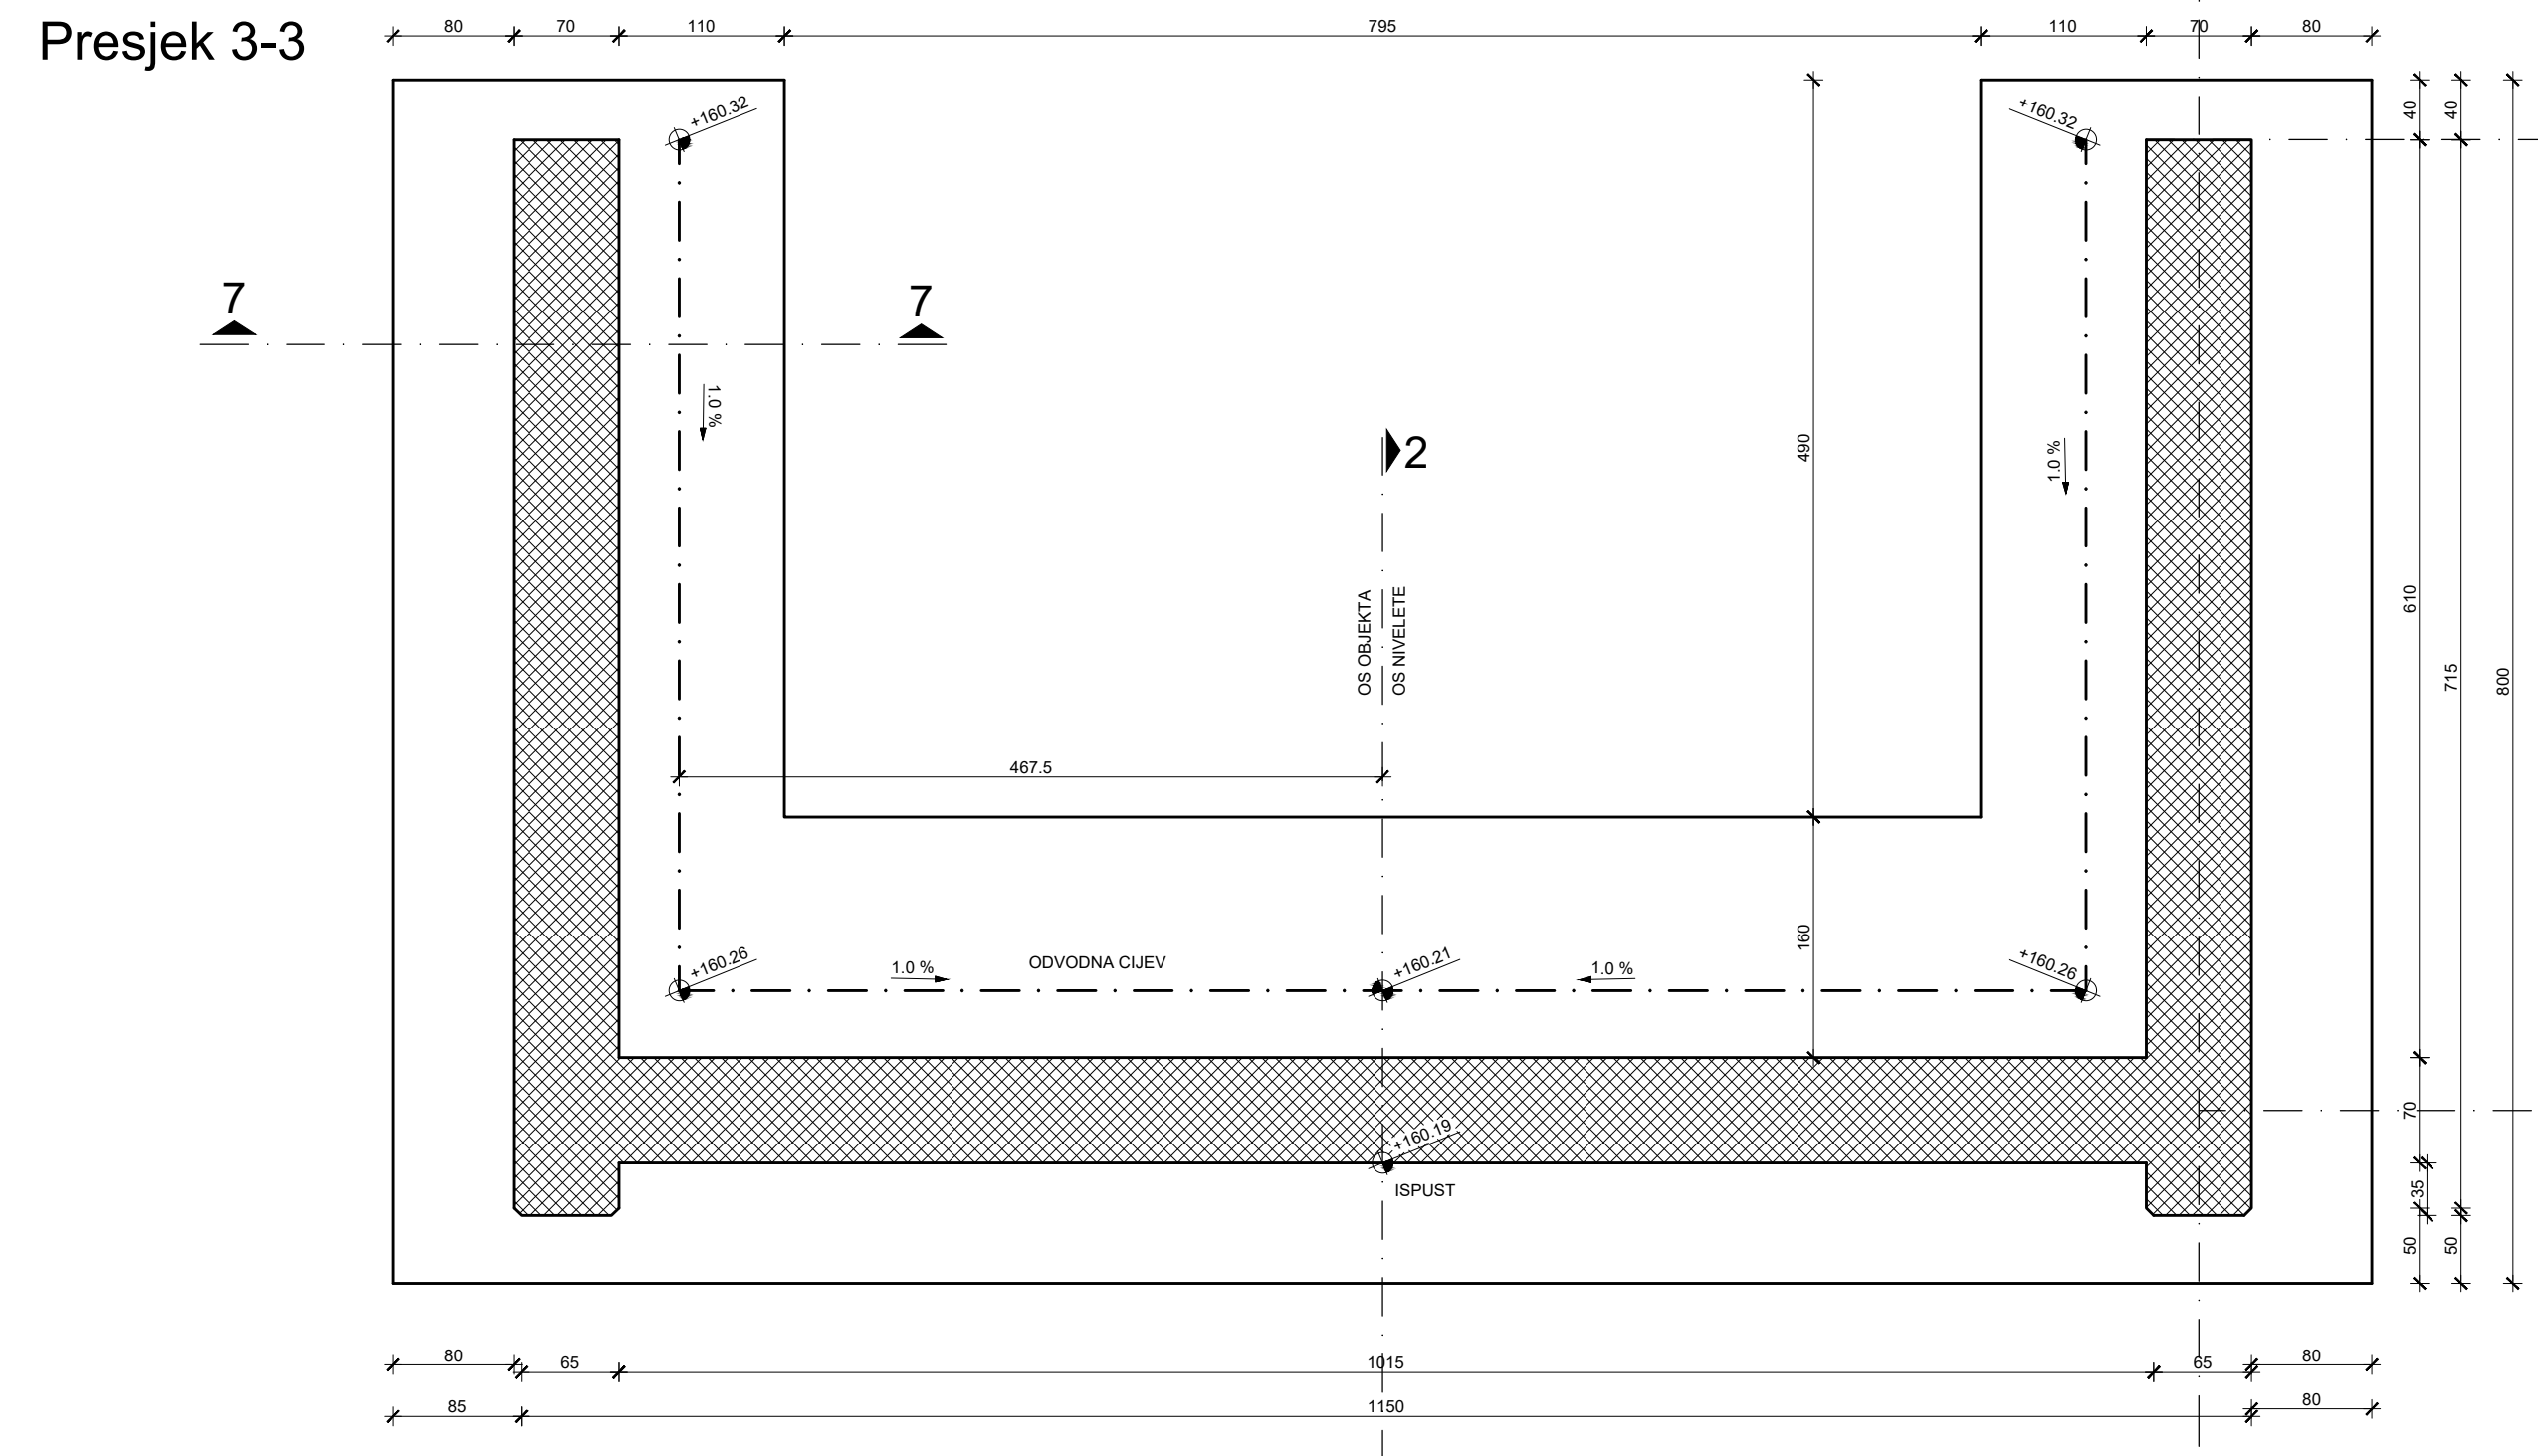 Presjek 3-3
80 70 110 795 110 70 80
+160.32
+160.32
40 40
7
7
1.0 %
1.0 %
2
490
OS OBJEKTA
OS NIVELETE
610
715
800
467.5
160
+160.26
1.0 %
ODVODNA CIJEV
+160.21
1.0 %
+160.26
70
+160.19
ISPUST
35
50 50
80 65 1015 65 80
85 1150 80